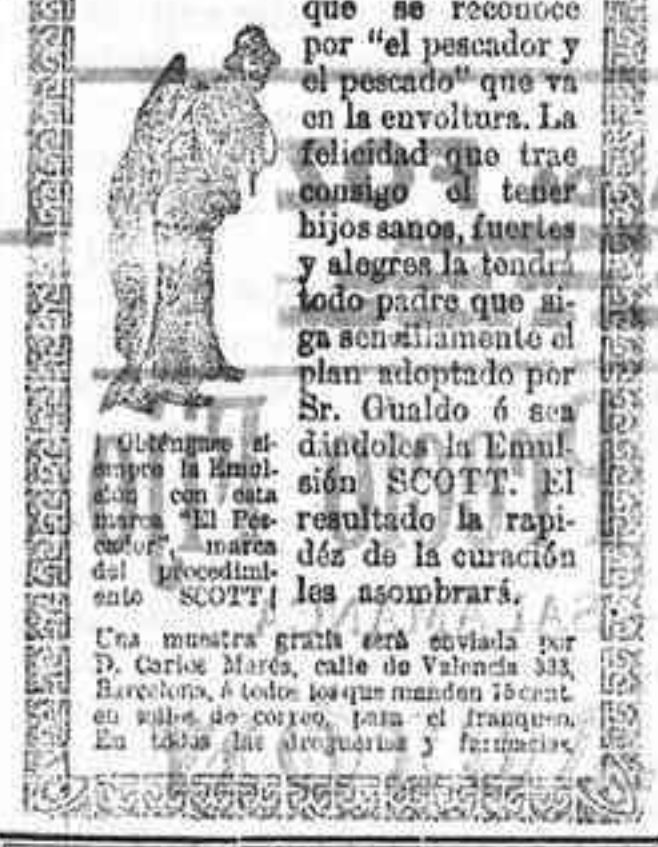 que se reconoce
por "el pescador y
el pescado" que va
en la envoltura. La
felicidad que trae
consigo el tener
hijos sanos, fuertes
y alegres la tendrá
todo padre que si-
ga sencillamente el
plan adoptado por
Sr. Gualdo ó sea
dándoles la Emul-
sión SCOTT. El
resultado la rapi-
déz de la curación
les asombrará.
¡ Obténgase si-
empre la Emul-
sión con esta
marca "El Pes-
cador", marca
del procedimi-
ento SCOTT!
Una muestra gratis será enviada por
D. Carlos Marés, calle de Valencia 333,
Barcelona, á todos los que manden 75 cent.
en sellos de correo, para el franqueo.
En todas las droguerias y farmacias.